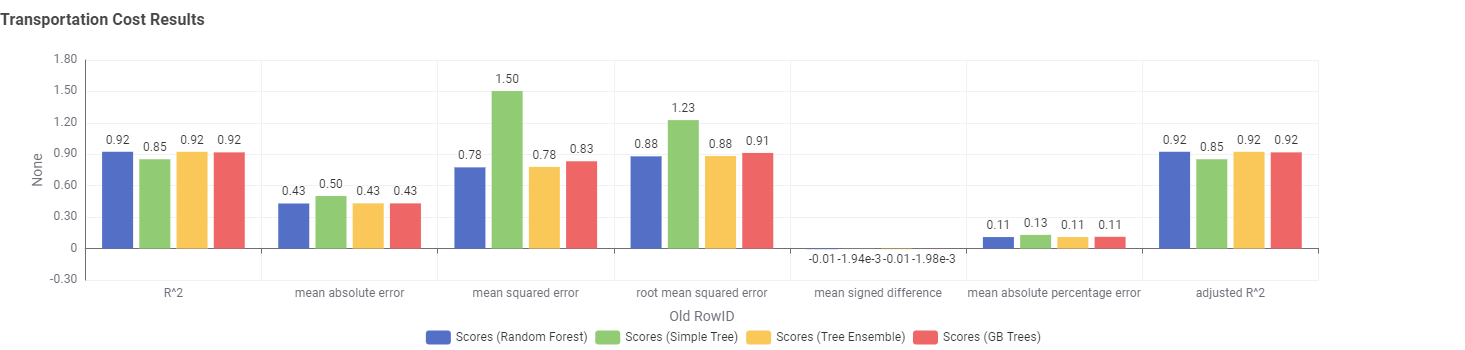 Transportation Cost Results
1.80
1.50
1.20
0.90
0.60
0.30
0
-0.30
None
0.92 0.85 0.92 0.92
0.43 0.50 0.43 0.43
0.78 1.50 0.78 0.83
0.88 1.23 0.88 0.91
-0.01 -1.94e-3 -0.01 -1.98e-3
0.11 0.13 0.11 0.11
0.92 0.85 0.92 0.92
R^2 mean absolute error mean squared error root mean squared error mean signed difference mean absolute percentage error adjusted R^2
Old RowID
Scores (Random Forest) Scores (Simple Tree) Scores (Tree Ensemble) Scores (GB Trees)